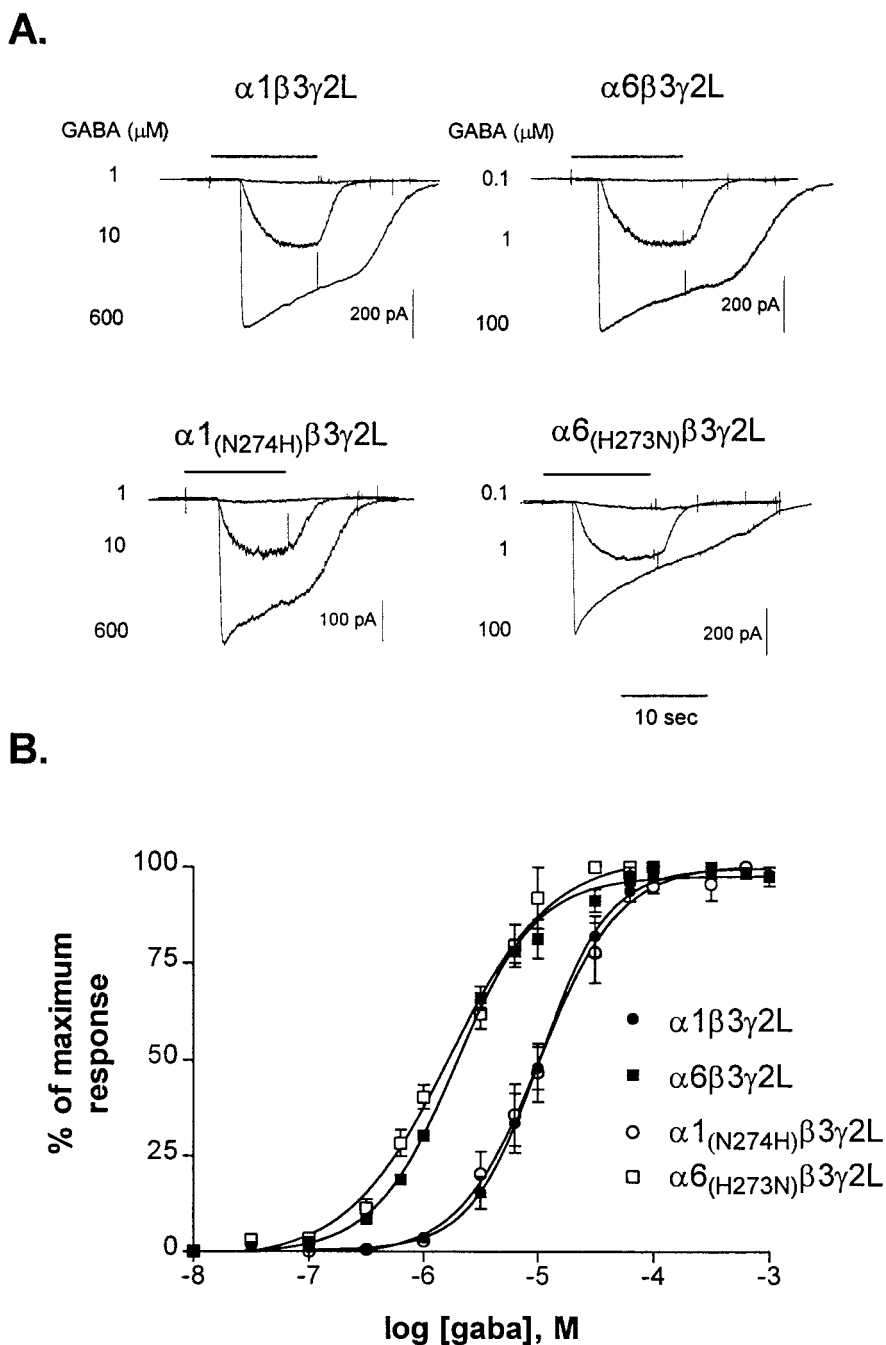 A.
α1β3γ2L
α6β3γ2L
GABA (μM)
GABA (μM)
1
10
600
200 pA
0.1
1
100
200 pA
α1(N274H)β3γ2L
α6(H273N)β3γ2L
1
10
600
100 pA
0.1
1
100
200 pA
10 sec
B.
100
75
50
25
0
% of maximum
response
α1β3γ2L
α6β3γ2L
α1(N274H)β3γ2L
α6(H273N)β3γ2L
-8 -7 -6 -5 -4 -3
log [gaba], M